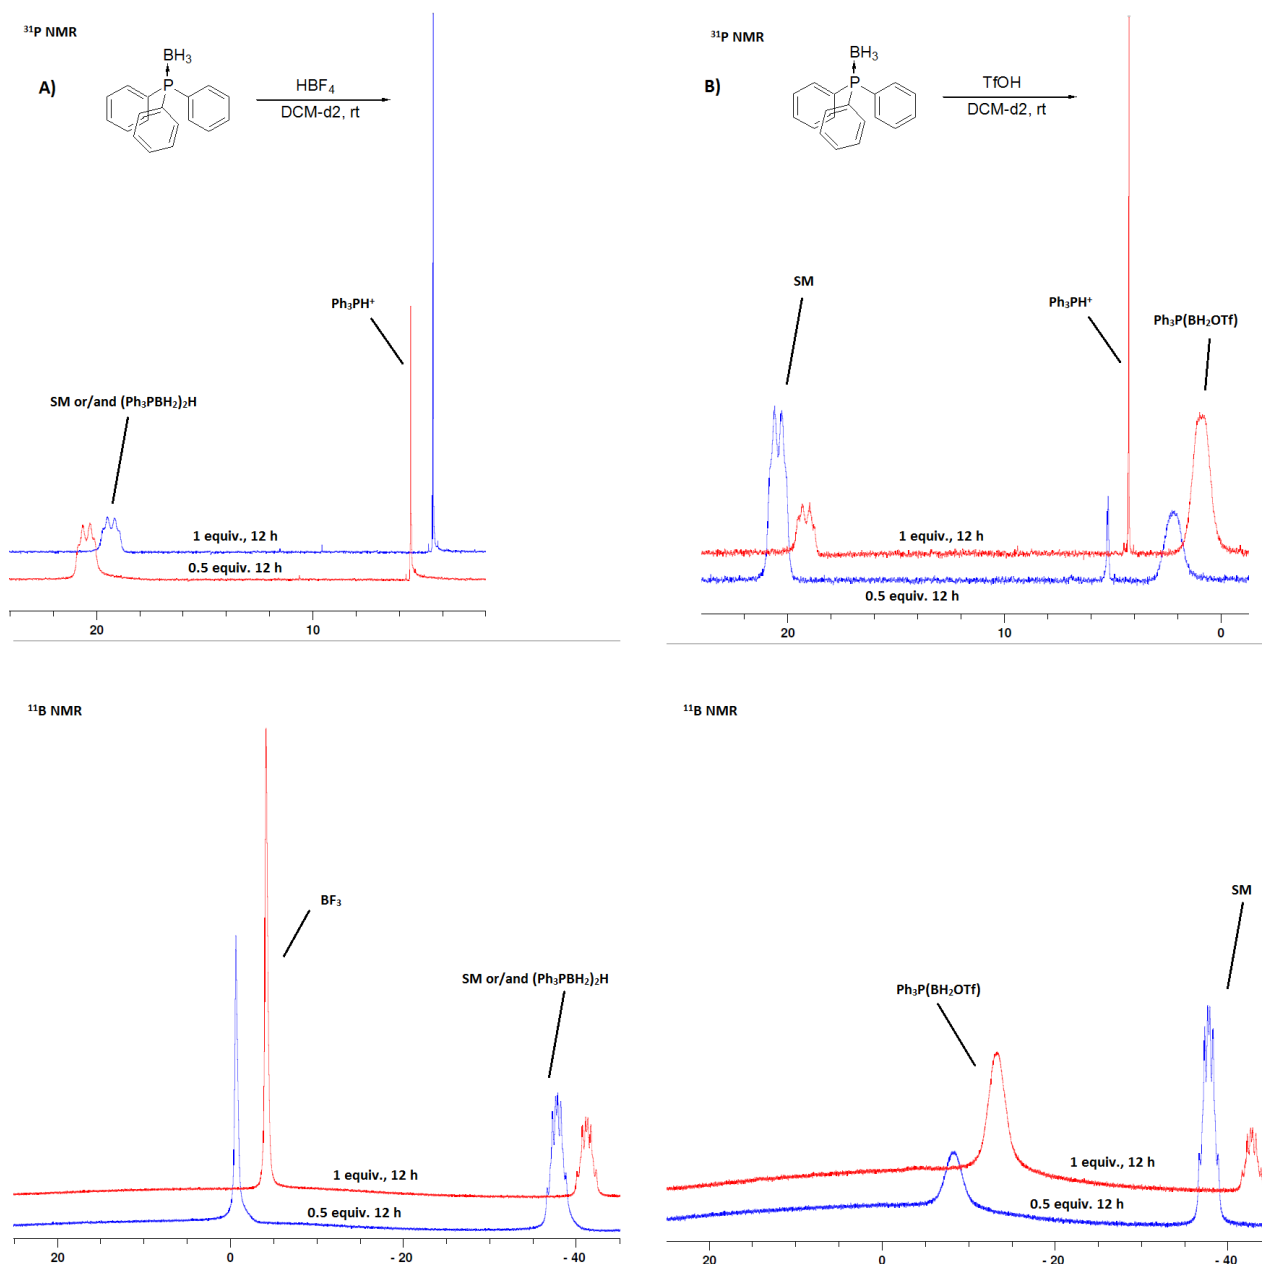 ³¹P NMR
A)
BH₃
P
HBF₄
DCM-d2, rt
Ph₃PH⁺
SM or/and (Ph₃PBH₂)₂H
1 equiv., 12 h
0.5 equiv. 12 h
20
10
³¹P NMR
B)
BH₃
P
TfOH
DCM-d2, rt
SM
Ph₃PH⁺
Ph₃P(BH₂OTf)
1 equiv., 12 h
0.5 equiv. 12 h
20
10
0
¹¹B NMR
BF₃
SM or/and (Ph₃PBH₂)₂H
1 equiv., 12 h
0.5 equiv. 12 h
20
0
- 20
- 40
¹¹B NMR
SM
Ph₃P(BH₂OTf)
1 equiv., 12 h
0.5 equiv. 12 h
20
0
- 20
- 40